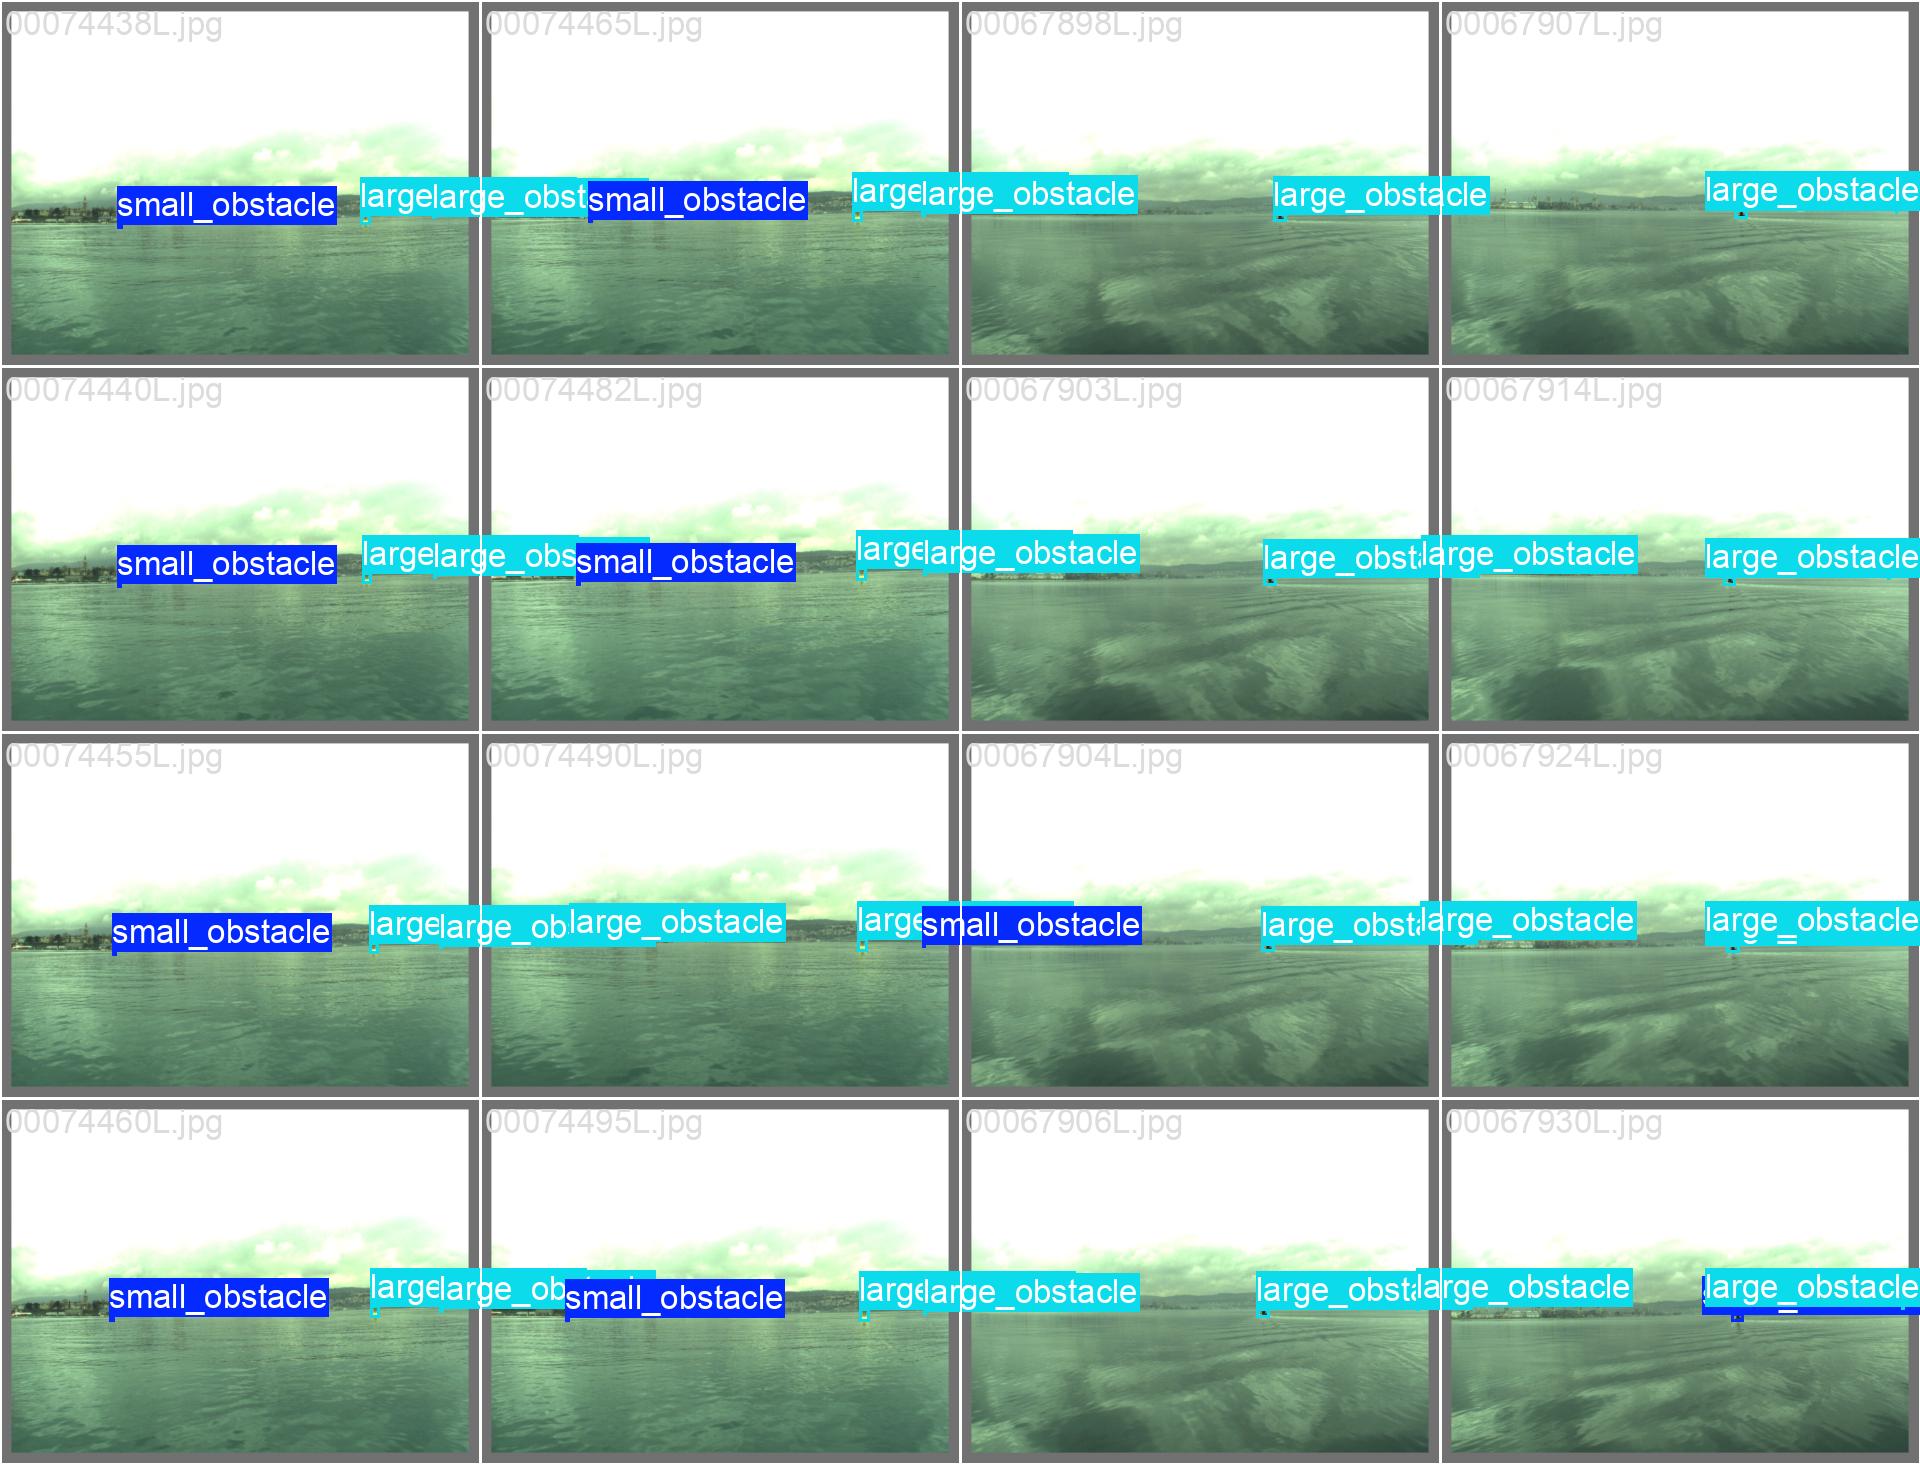 00074438L.jpg 00074465L.jpg 00067898L.jpg 00067907L.jpg
small_obstacle large large_obst small_obstacle large large_obstacle large_obstacle large_obstacle
00074440L.jpg 00074482L.jpg 00067903L.jpg 00067914L.jpg
small_obstacle large large_obs small_obstacle large large_obstacle large_obst large_obstacle large_obstacle
00074455L.jpg 00074490L.jpg 00067904L.jpg 00067924L.jpg
small_obstacle large large_ob large_obstacle large small_obstacle large_obst large_obstacle large_obstacle
00074460L.jpg 00074495L.jpg 00067906L.jpg 00067930L.jpg
small_obstacle large large_ob small_obstacle large large_obstacle large_obst large_obstacle large_obstacle